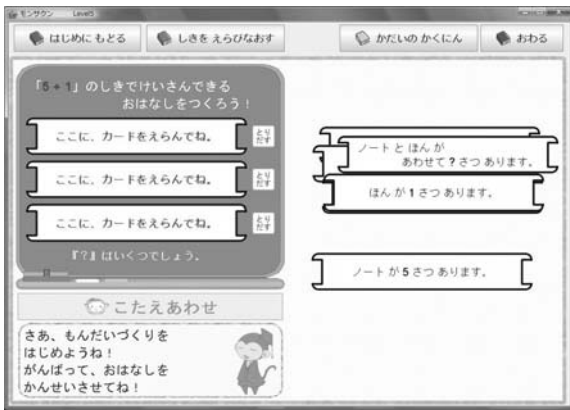 モンサクン Level5
はじめに もどる
しきを えらびなおす
かだいの かくにん
おわる
「5 + 1」のしきでけいさんできる
おはなしをつくろう！
ここに、カードをえらんでね。
とりだす
ここに、カードをえらんでね。
とりだす
ここに、カードをえらんでね。
とりだす
『？』はいくつでしょう。
こたえあわせ
さあ、もんだいづくりを
はじめようね！
がんばって、おはなしを
かんせいさせてね！
ノート と ほん が
あわせて ? さつ あります。
ほん が 1 さつ あります。
ノート が 5 さつ あります。